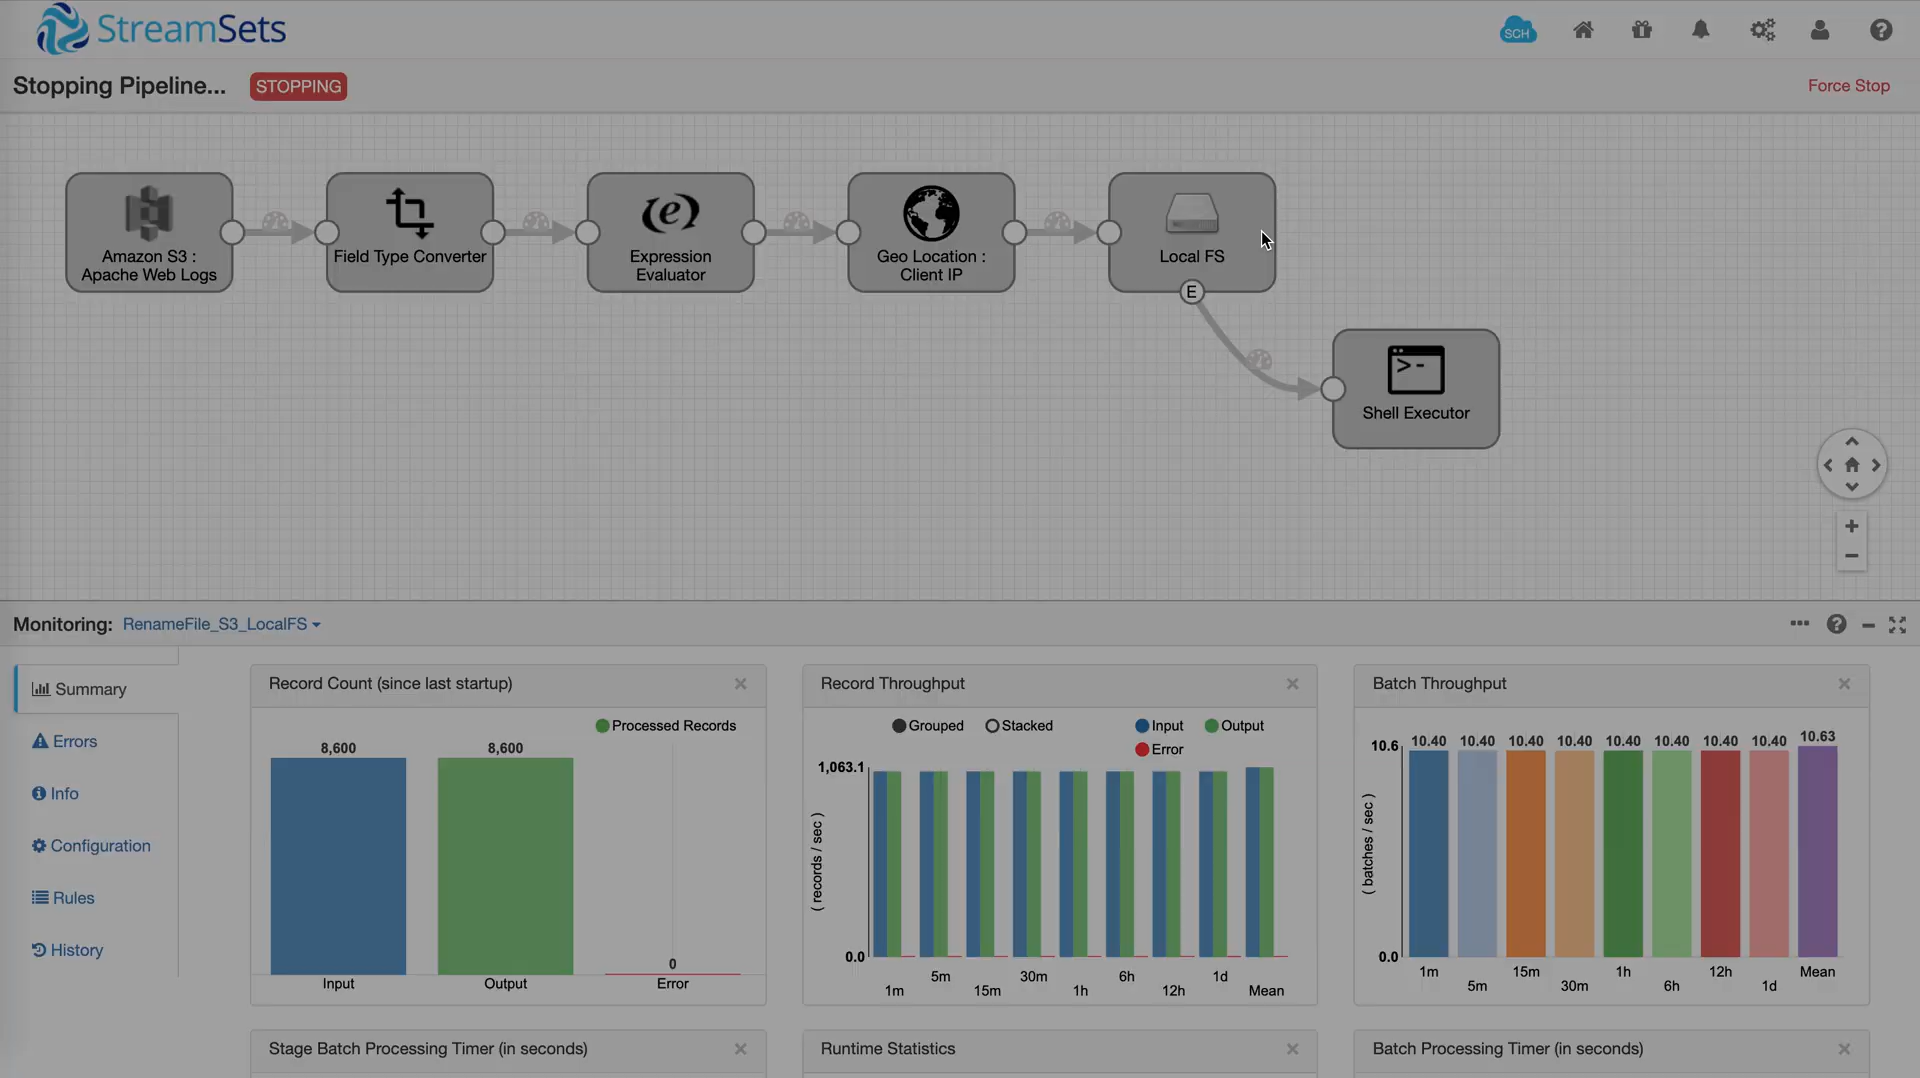 StreamSets
SCH
Stopping Pipeline...
STOPPING
Force Stop
Amazon S3 :
Apache Web Logs
Field Type Converter
Expression
Evaluator
Geo Location :
Client IP
Local FS
E
Shell Executor
Monitoring:
RenameFile_S3_LocalFS
Summary
Errors
Info
Configuration
Rules
History
Record Count (since last startup)
Processed Records
8,600
8,600
0
Input
Output
Error
Record Throughput
Grouped
Stacked
Input
Output
Error
1,063.1
( records / sec )
0.0
1m
5m
15m
30m
1h
6h
12h
1d
Mean
Batch Throughput
10.6
10.40
10.40
10.40
10.40
10.40
10.40
10.40
10.40
10.63
( batches / sec )
0.0
1m
5m
15m
30m
1h
6h
12h
1d
Mean
Stage Batch Processing Timer (in seconds)
Runtime Statistics
Batch Processing Timer (in seconds)